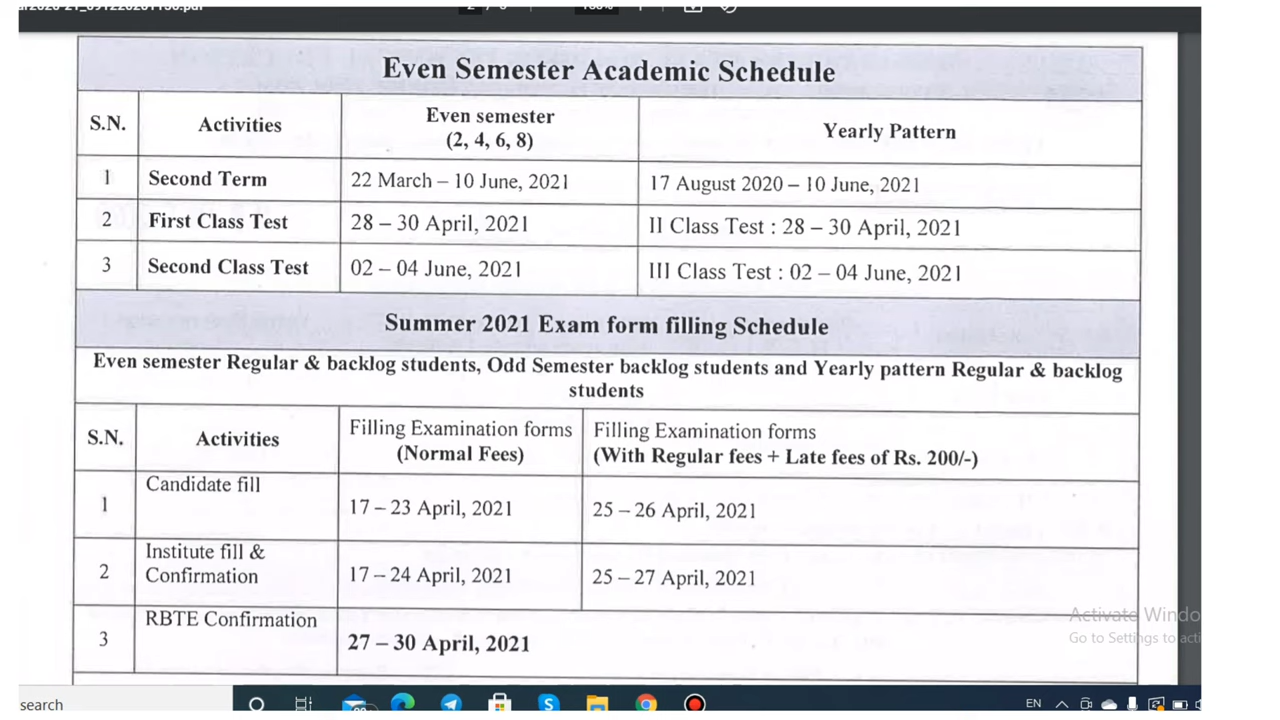 Even Semester Academic Schedule
S.N. Activities Even semester (2, 4, 6, 8) Yearly Pattern
1 Second Term 22 March – 10 June, 2021 17 August 2020 – 10 June, 2021
2 First Class Test 28 – 30 April, 2021 II Class Test : 28 – 30 April, 2021
3 Second Class Test 02 – 04 June, 2021 III Class Test : 02 – 04 June, 2021
Summer 2021 Exam form filling Schedule
Even semester Regular & backlog students, Odd Semester backlog students and Yearly pattern Regular & backlog
students
S.N. Activities Filling Examination forms (Normal Fees) Filling Examination forms (With Regular fees + Late fees of Rs. 200/-)
1 Candidate fill 17 – 23 April, 2021 25 – 26 April, 2021
2 Institute fill & Confirmation 17 – 24 April, 2021 25 – 27 April, 2021
3 RBTE Confirmation 27 – 30 April, 2021
Activate Windo
Go to Settings to acti
search
EN